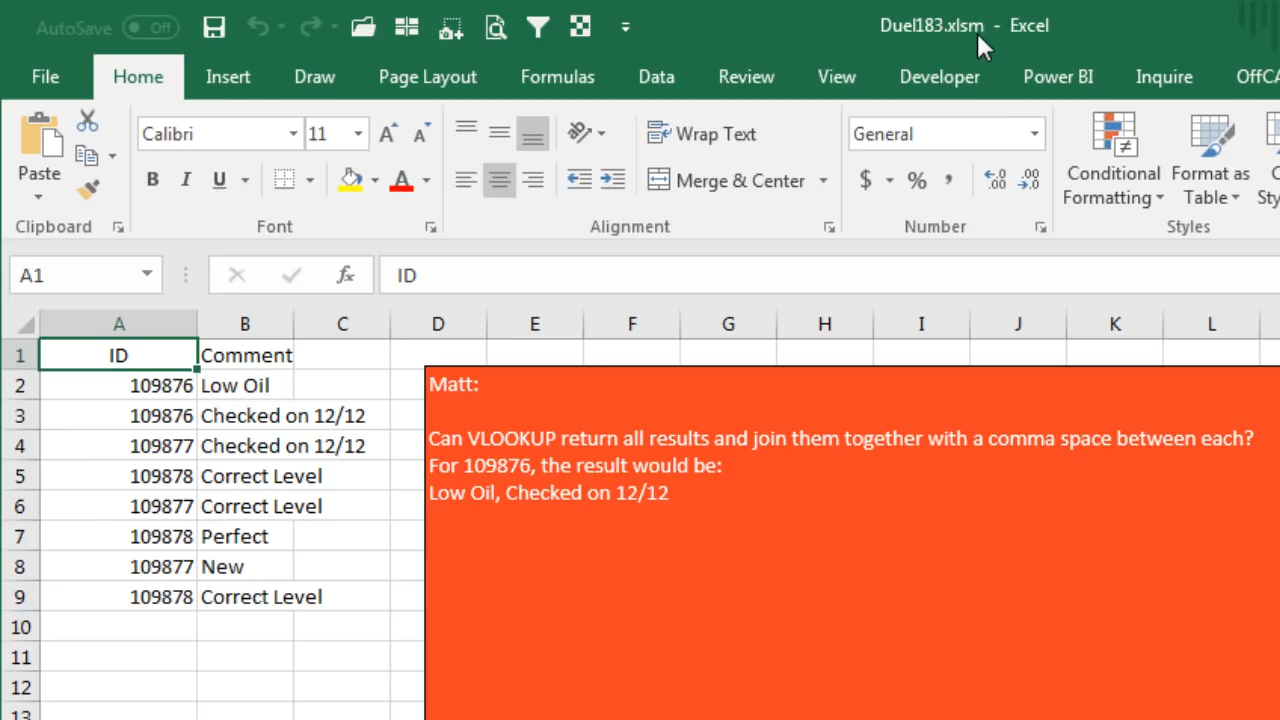 AutoSave Off Duel183.xlsm - Excel
File Home Insert Draw Page Layout Formulas Data Review View Developer Power BI Inquire
Calibri 11 Wrap Text General
Paste B I U A Merge & Center $ % , Conditional Formatting Format as Table
Clipboard Font Alignment Number Styles
A1 fx ID
A B C D E F G H I J K L
1 ID Comment
2 109876 Low Oil
3 109876 Checked on 12/12
4 109877 Checked on 12/12
5 109878 Correct Level
6 109877 Correct Level
7 109878 Perfect
8 109877 New
9 109878 Correct Level
10
11
12
13
Matt:
Can VLOOKUP return all results and join them together with a comma space between each?
For 109876, the result would be:
Low Oil, Checked on 12/12